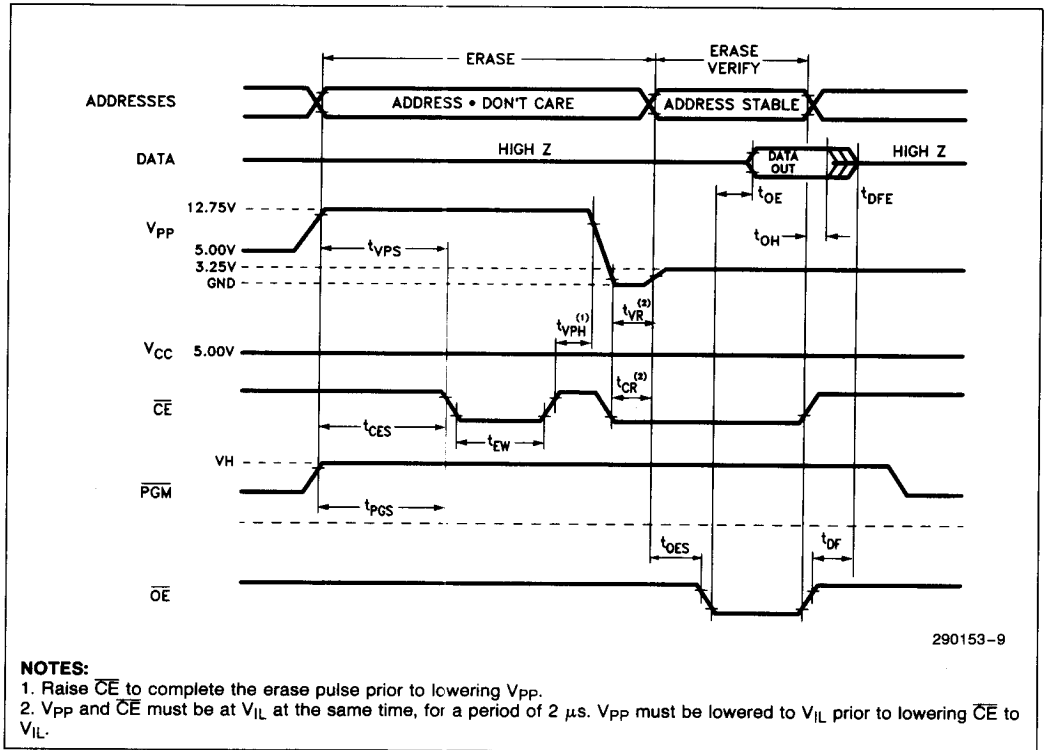 ERASE
ERASE
VERIFY
ADDRESSES
ADDRESS • DON'T CARE
ADDRESS STABLE
DATA
HIGH Z
DATA
OUT
HIGH Z
tOE
tDFE
tOH
VPP
12.75V
5.00V
3.25V
GND
tVPS
tVPH(1)
tVR(2)
VCC
5.00V
CE
tCR(2)
tCES
tEW
VH
PGM
tPGS
tOES
tDF
OE
290153–9
NOTES:
1. Raise CE to complete the erase pulse prior to lowering VPP.
2. VPP and CE must be at VIL at the same time, for a period of 2 μs. VPP must be lowered to VIL prior to lowering CE to
VIL.